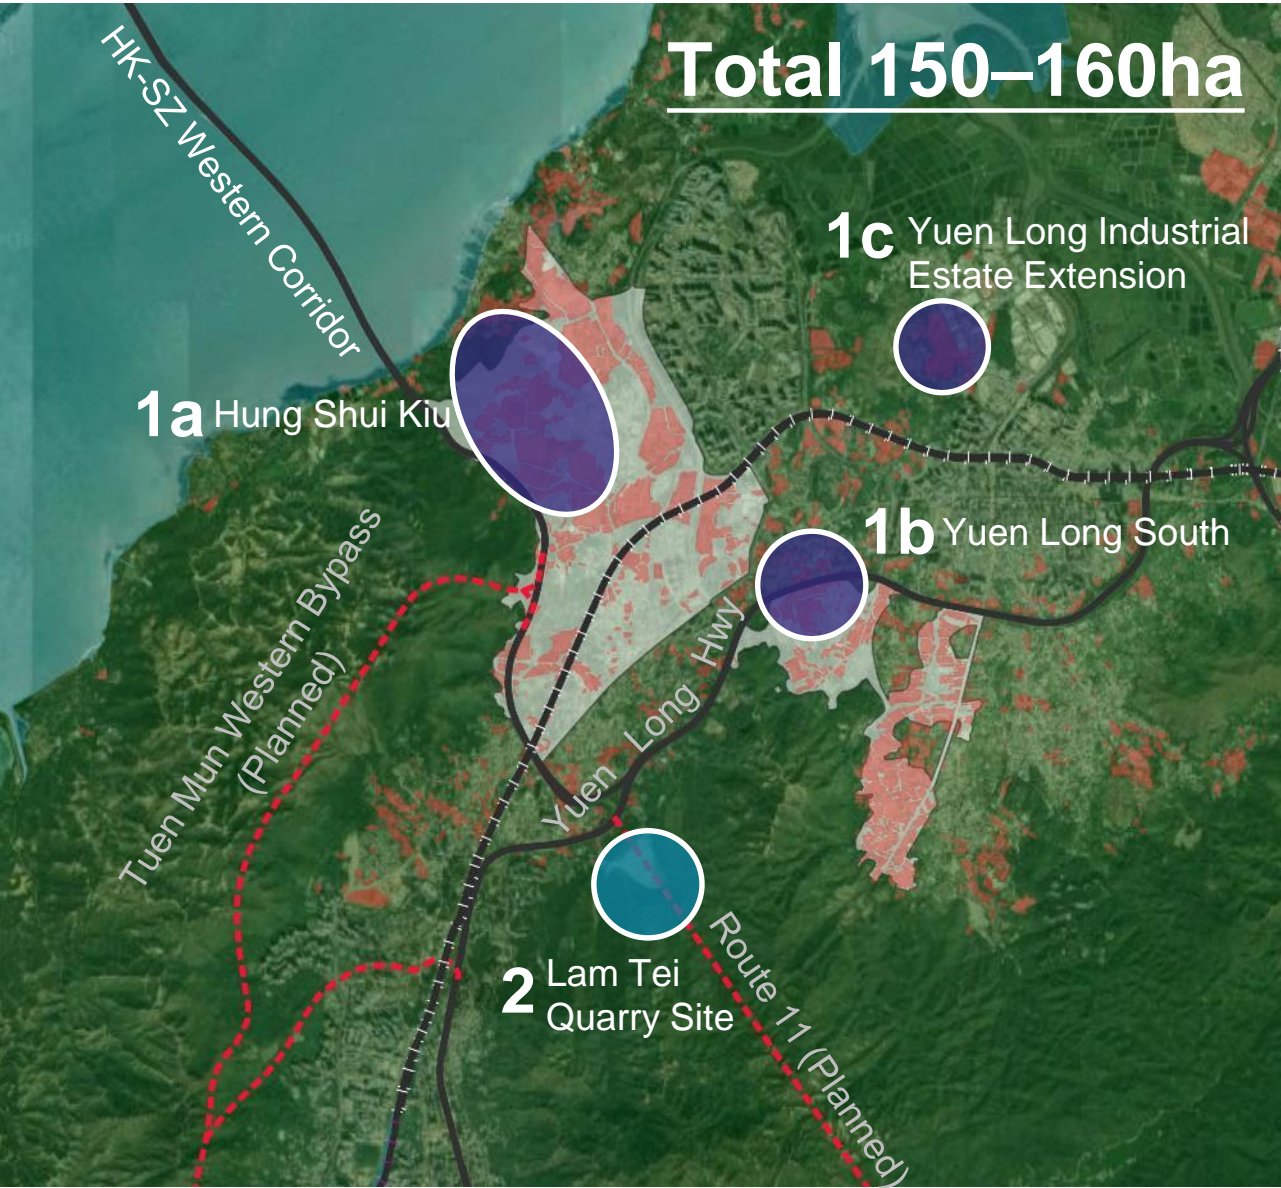 Total 150–160ha
HK-SZ Western Corridor
1c Yuen Long Industrial
Estate Extension
1a Hung Shui Kiu
1b Yuen Long South
Tuen Mun Western Bypass
(Planned)
Yuen Long Hwy
2 Lam Tei
Quarry Site
Route 11 (Planned)